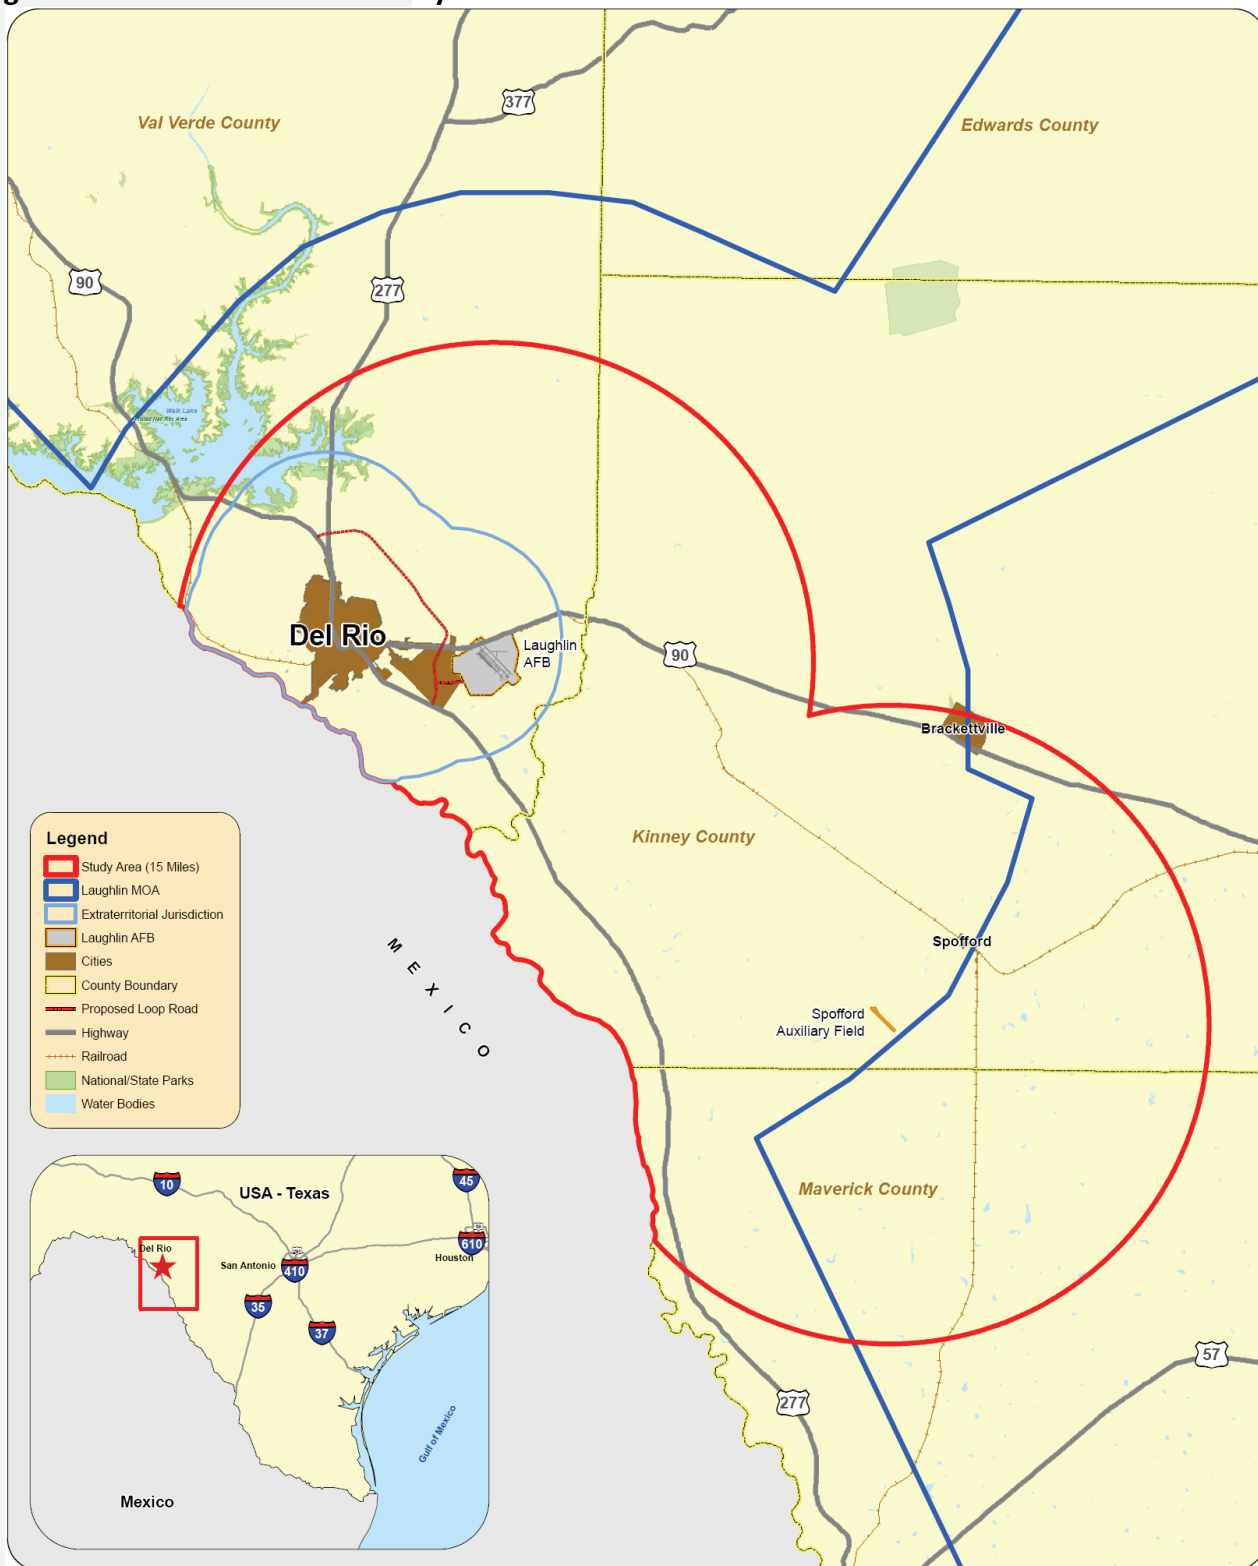 377
Val Verde County
Edwards County
90
277
Walk Lake
Del Rio
Laughlin
AFB
90
Brackettville
Kinney County
Legend
Study Area (15 Miles)
Laughlin MOA
Extraterritorial Jurisdiction
Laughlin AFB
Cities
County Boundary
Proposed Loop Road
Highway
Railroad
National/State Parks
Water Bodies
MEXICO
Spofford
Spofford
Auxiliary Field
Maverick County
57
277
10
USA - Texas
45
Del Rio
San Antonio
410
610
Houston
35
37
Gulf of Mexico
Mexico